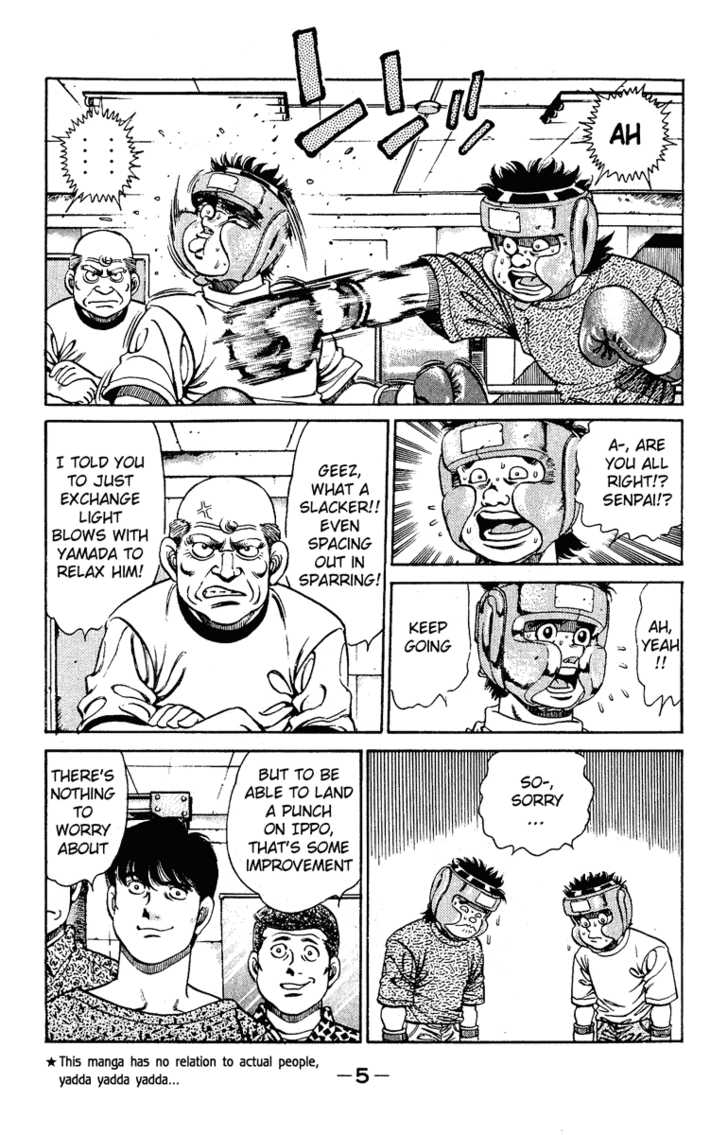 AH
. . . . . .
A-, ARE
YOU ALL
RIGHT!?
SENPAI!?
AH,
YEAH
!!
KEEP
GOING
GEEZ,
WHAT A
SLACKER!!
EVEN
SPACING
OUT IN
SPARRING!
I TOLD YOU
TO JUST
EXCHANGE
LIGHT
BLOWS WITH
YAMADA TO
RELAX HIM!
SO-,
SORRY
...
BUT TO BE
ABLE TO LAND
A PUNCH
ON IPPO,
THAT'S SOME
IMPROVEMENT
THERE'S
NOTHING
TO
WORRY
ABOUT
★This manga has no relation to actual people,
yadda yadda yadda...
—5—